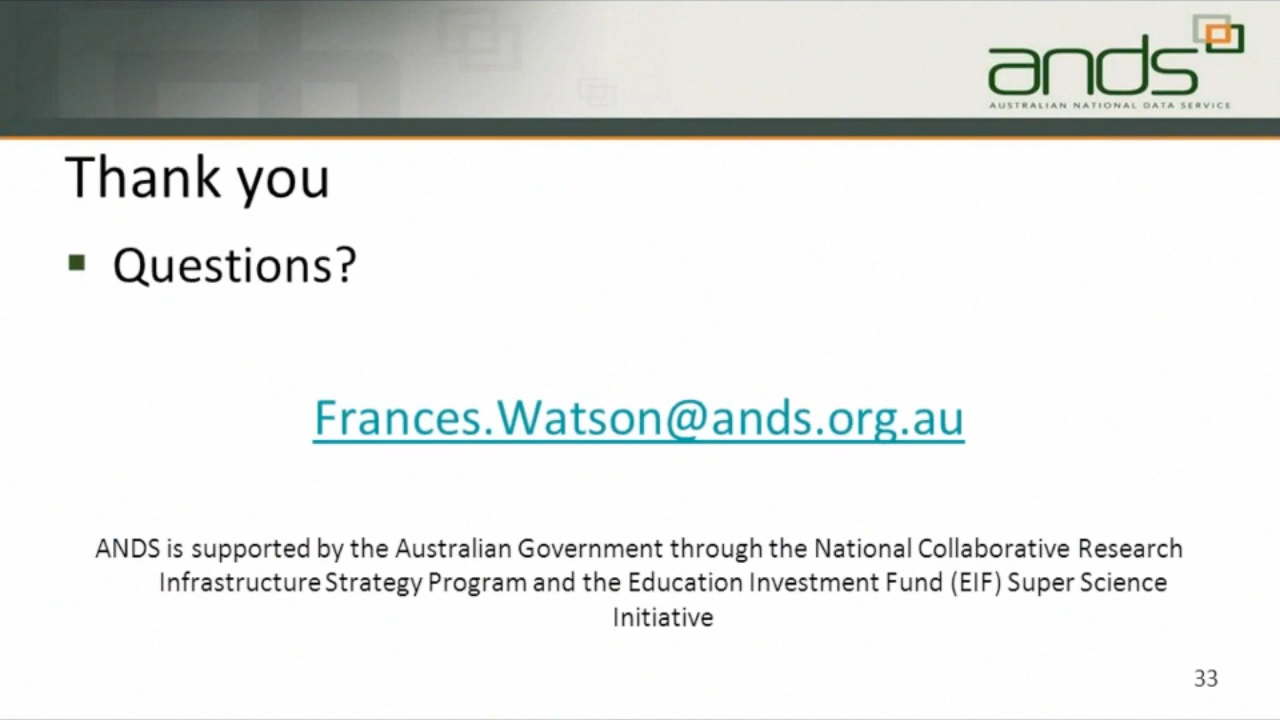 ands
AUSTRALIAN NATIONAL DATA SERVICE
Thank you
Questions?
Frances.Watson@ands.org.au
ANDS is supported by the Australian Government through the National Collaborative Research
Infrastructure Strategy Program and the Education Investment Fund (EIF) Super Science
Initiative
33